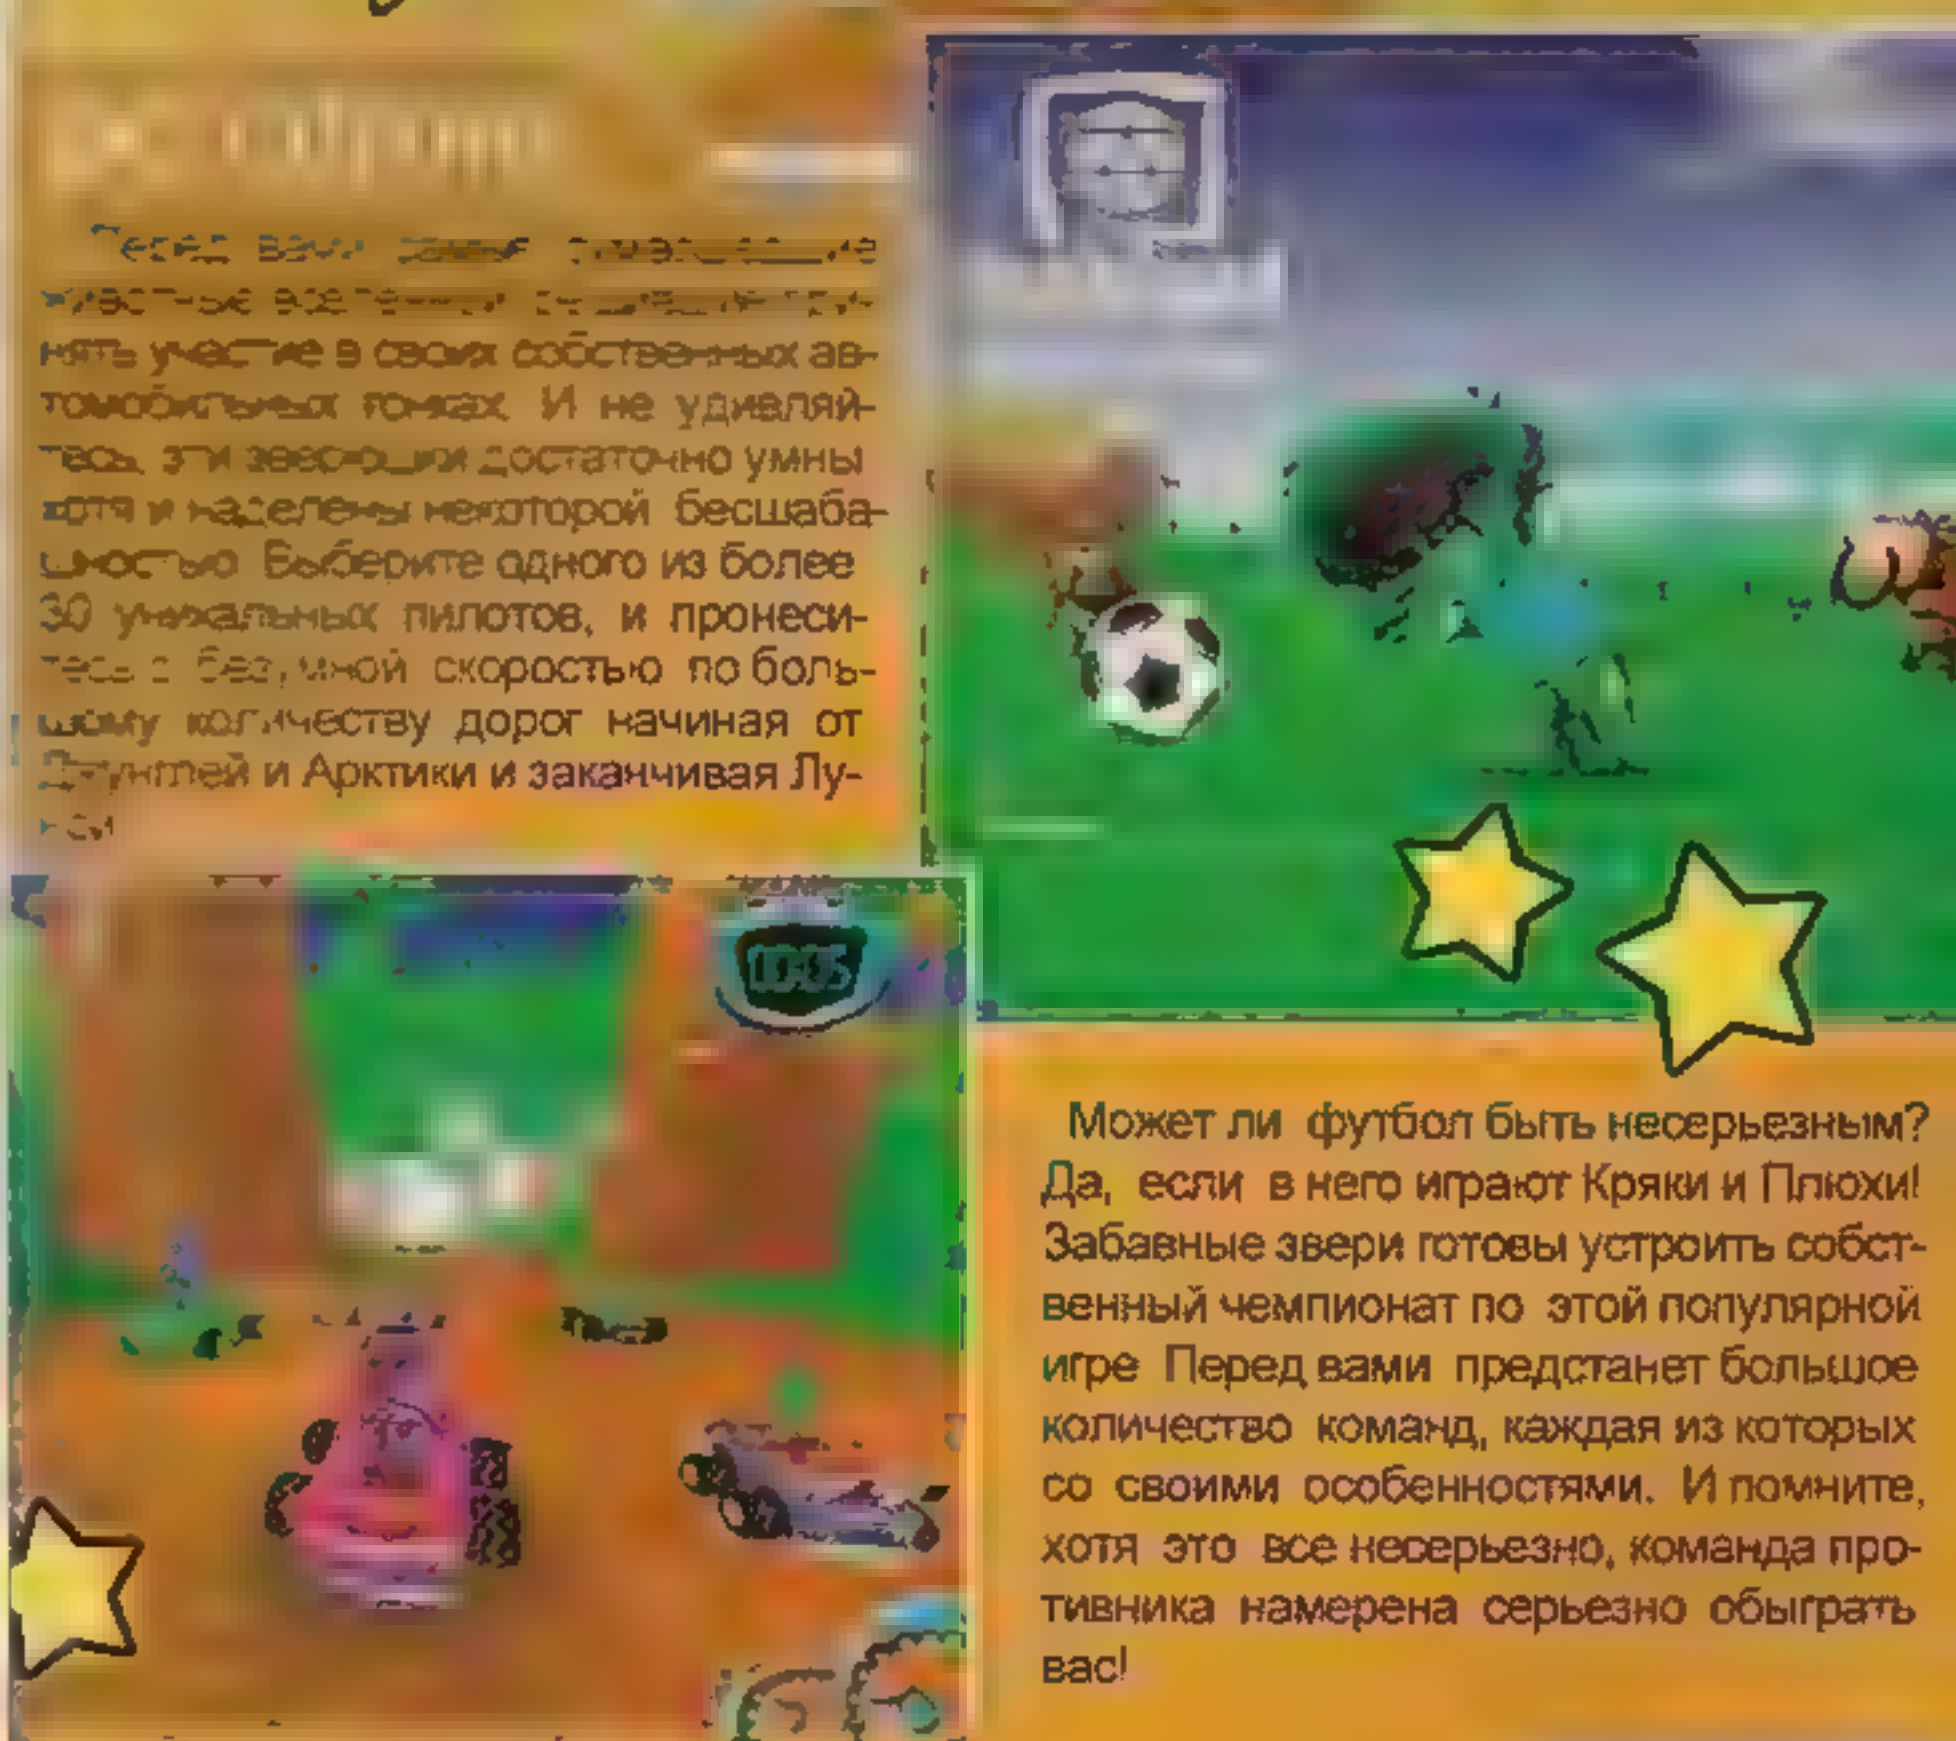 нять участие в своих собственных ав-
томобильных гонках. И не удивляй-
тесь, эти зверюшки достаточно умны
хотя и наделены некоторой бесшаба-
шностью Выберите одного из более
30 уникальных пилотов, и пронеси-
тесь с безумной скоростью по боль-
шому количеству дорог начиная от
Джунглей и Арктики и заканчивая Лу-
ной
10:05
Может ли футбол быть несерьезным?
Да, если в него играют Кряки и Плюхи!
Забавные звери готовы устроить собст-
венный чемпионат по этой популярной
игре Перед вами предстанет большое
количество команд, каждая из которых
со своими особенностями. И помните,
хотя это все несерьезно, команда про-
тивника намерена серьезно обыграть
вас!